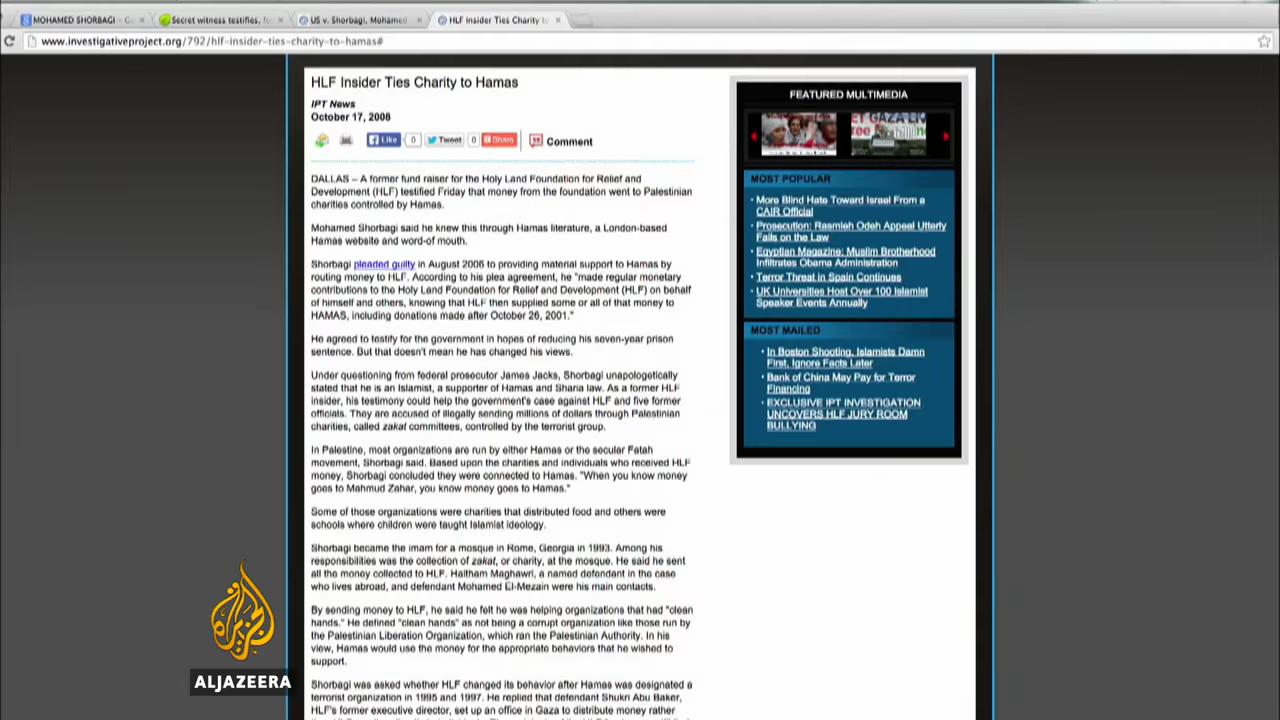 MOHAMED SHORBAGI – G
Secret witness testifies, fo
US v. Shorbagi, Mohamed
HLF Insider Ties Charity to
www.investigativeproject.org/792/hlf-insider-ties-charity-to-hamas#
HLF Insider Ties Charity to Hamas
IPT News
October 17, 2008
Like 0 Tweet 0 Share Comment
DALLAS – A former fund raiser for the Holy Land Foundation for Relief and
Development (HLF) testified Friday that money from the foundation went to Palestinian
charities controlled by Hamas.
Mohamed Shorbagi said he knew this through Hamas literature, a London-based
Hamas website and word-of mouth.
Shorbagi pleaded guilty in August 2006 to providing material support to Hamas by
routing money to HLF. According to his plea agreement, he "made regular monetary
contributions to the Holy Land Foundation for Relief and Development (HLF) on behalf
of himself and others, knowing that HLF then supplied some or all of that money to
HAMAS, including donations made after October 26, 2001."
He agreed to testify for the government in hopes of reducing his seven-year prison
sentence. But that doesn't mean he has changed his views.
Under questioning from federal prosecutor James Jacks, Shorbagi unapologetically
stated that he is an Islamist, a supporter of Hamas and Sharia law. As a former HLF
insider, his testimony could help the government's case against HLF and five former
officials. They are accused of illegally sending millions of dollars through Palestinian
charities, called zakat committees, controlled by the terrorist group.
In Palestine, most organizations are run by either Hamas or the secular Fatah
movement, Shorbagi said. Based upon the charities and individuals who received HLF
money, Shorbagi concluded they were connected to Hamas. "When you know money
goes to Mahmud Zahar, you know money goes to Hamas."
Some of those organizations were charities that distributed food and others were
schools where children were taught Islamist ideology.
Shorbagi became the imam for a mosque in Rome, Georgia in 1993. Among his
responsibilities was the collection of zakat, or charity, at the mosque. He said he sent
all the money collected to HLF. Haitham Maghawri, a named defendant in the case
who lives abroad, and defendant Mohamed El-Mezain were his main contacts.
By sending money to HLF, he said he felt he was helping organizations that had "clean
hands." He defined "clean hands" as not being a corrupt organization like those run by
the Palestinian Liberation Organization, which ran the Palestinian Authority. In his
view, Hamas would use the money for the appropriate behaviors that he wished to
support.
Shorbagi was asked whether HLF changed its behavior after Hamas was designated a
terrorist organization in 1995 and 1997. He replied that defendant Shukri Abu Baker,
HLF's former executive director, set up an office in Gaza to distribute money rather
FEATURED MULTIMEDIA
MOST POPULAR
More Blind Hate Toward Israel From a
CAIR Official
Prosecution: Rasmieh Odeh Appeal Utterly
Fails on the Law
Egyptian Magazine: Muslim Brotherhood
Infiltrates Obama Administration
Terror Threat in Spain Continues
UK Universities Host Over 100 Islamist
Speaker Events Annually
MOST MAILED
In Boston Shooting, Islamists Damn
First, Ignore Facts Later
Bank of China May Pay for Terror
Financing
EXCLUSIVE IPT INVESTIGATION
UNCOVERS HLF JURY ROOM
BULLYING
ALJAZEERA